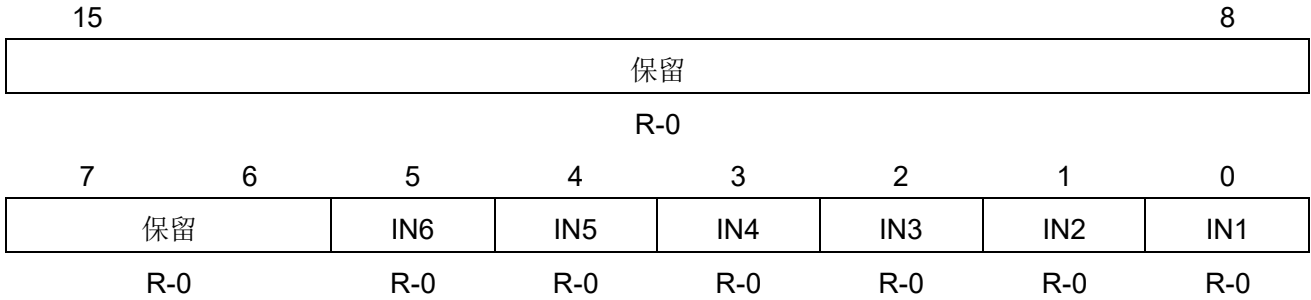 15 8
保留
R-0
7 6 5 4 3 2 1 0
保留 IN6 IN5 IN4 IN3 IN2 IN1
R-0 R-0 R-0 R-0 R-0 R-0 R-0